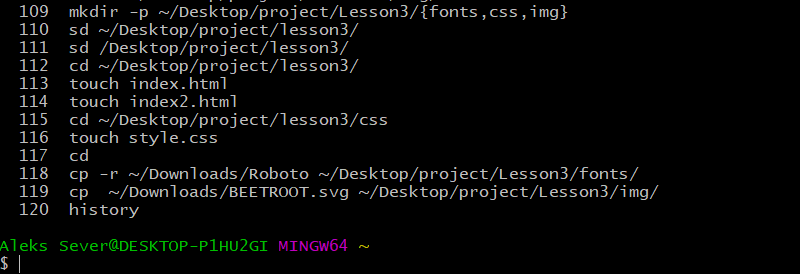 109 mkdir -p ~/Desktop/project/Lesson3/{fonts,css,img}
110 sd ~/Desktop/project/lesson3/
111 sd /Desktop/project/lesson3/
112 cd ~/Desktop/project/lesson3/
113 touch index.html
114 touch index2.html
115 cd ~/Desktop/project/lesson3/css
116 touch style.css
117 cd
118 cp -r ~/Downloads/Roboto ~/Desktop/project/Lesson3/fonts/
119 cp  ~/Downloads/BEETROOT.svg ~/Desktop/project/Lesson3/img/
120 history
Aleks Sever@DESKTOP-P1HU2GI MINGW64 ~
$